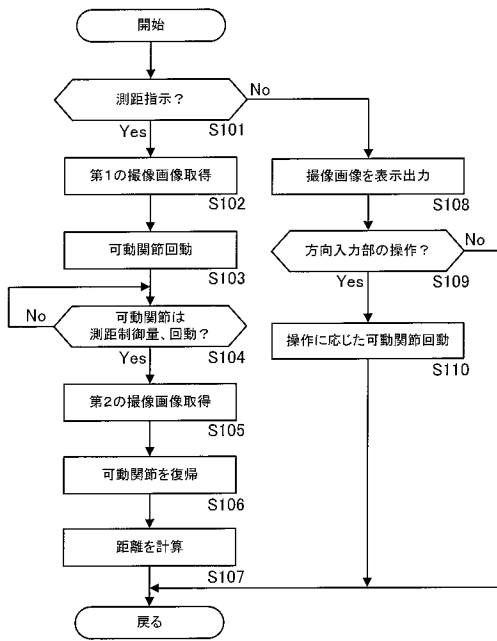 開始
測距指示?
No
Yes
S101
第1の撮像画像取得
S102
可動関節回動
S103
No
可動関節は
測距制御量、回動?
Yes
S104
第2の撮像画像取得
S105
可動関節を復帰
S106
距離を計算
S107
戻る
撮像画像を表示出力
S108
方向入力部の操作?
No
Yes
S109
操作に応じた可動関節回動
S110